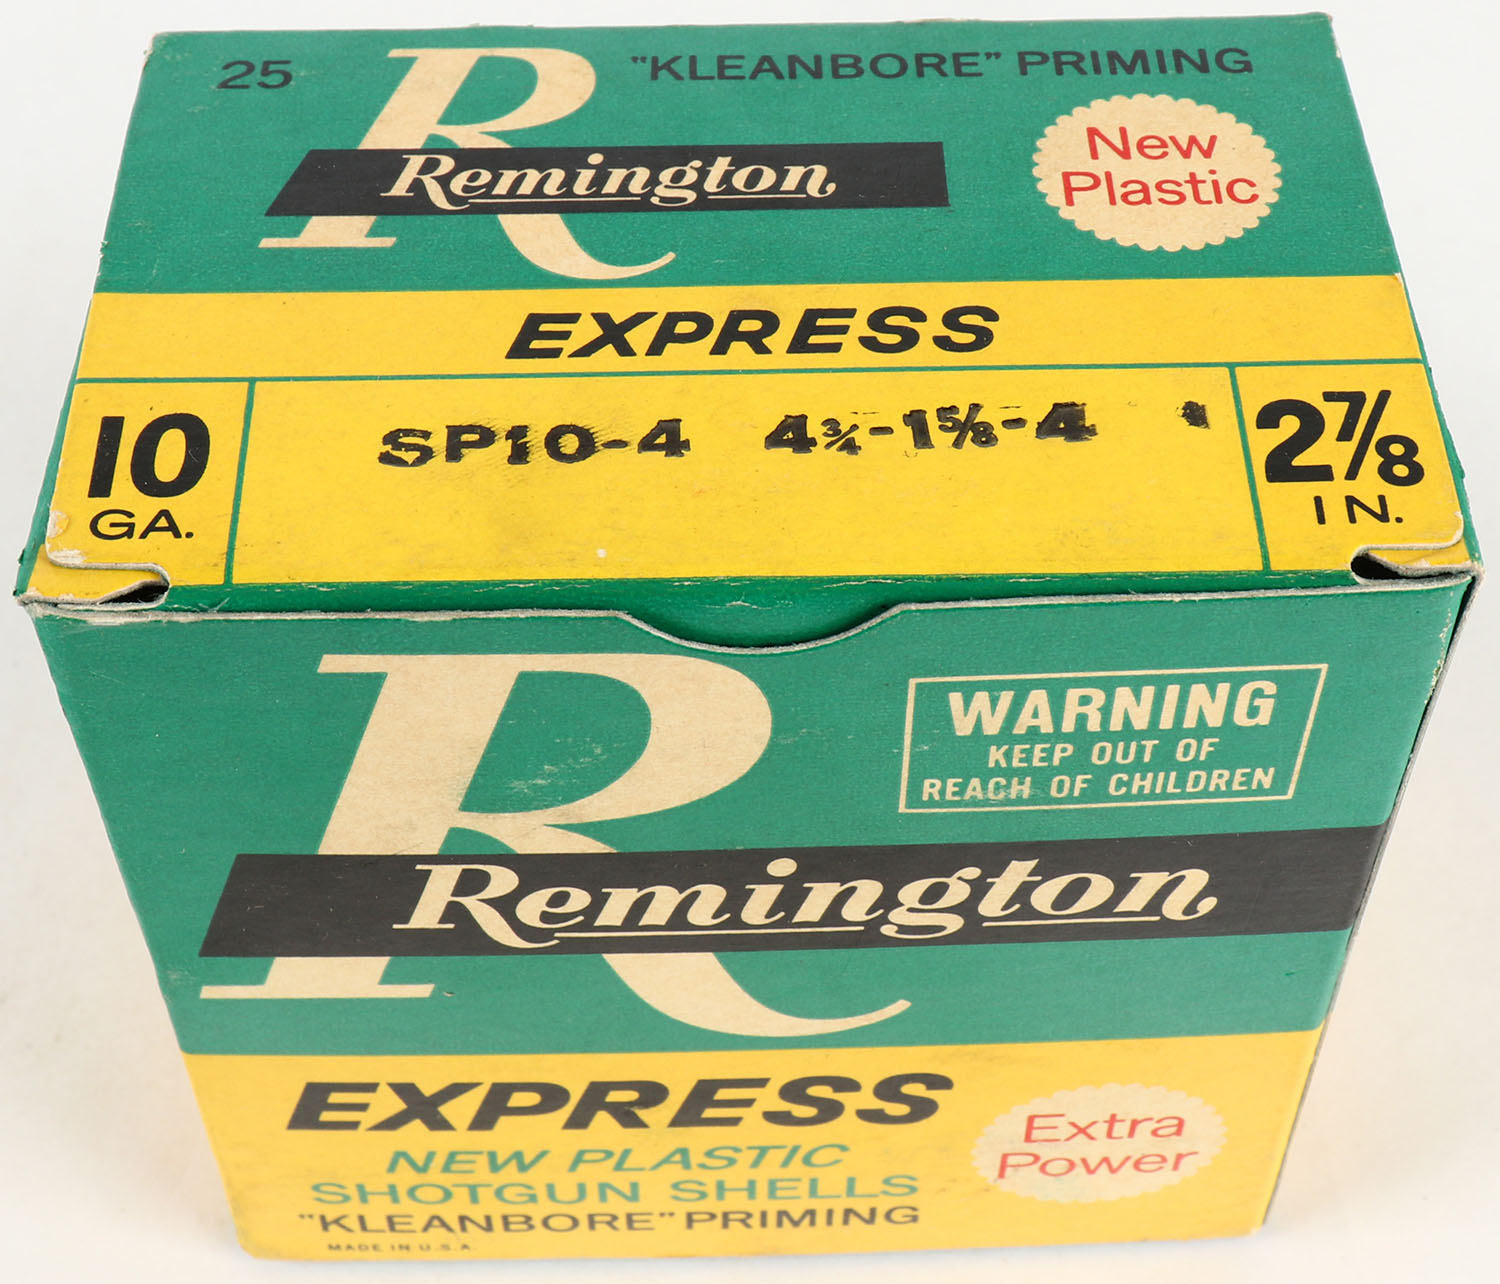 25 "KLEANBORE" PRIMING
R
Remington
New
Plastic
EXPRESS
10
GA.
SP10-4 4¾-1⅝-4
2⅞
IN.
R
WARNING
KEEP OUT OF
REACH OF CHILDREN
Remington
EXPRESS
NEW PLASTIC
SHOTGUN SHELLS
"KLEANBORE" PRIMING
MADE IN U.S.A.
Extra
Power